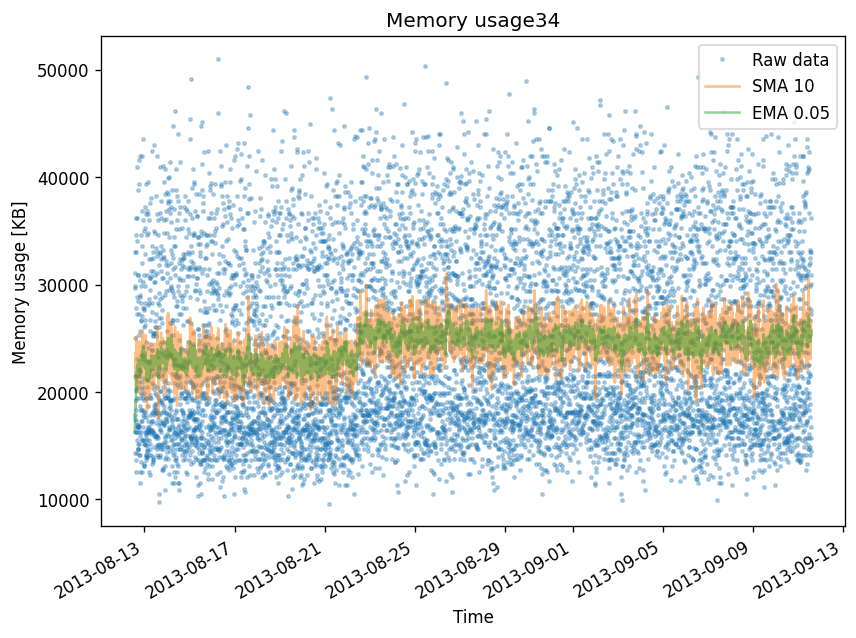 Memory usage34
Raw data
SMA 10
EMA 0.05
Memory usage [KB]
50000
40000
30000
20000
10000
2013-08-13
2013-08-17
2013-08-21
2013-08-25
2013-08-29
2013-09-01
2013-09-05
2013-09-09
2013-09-13
Time